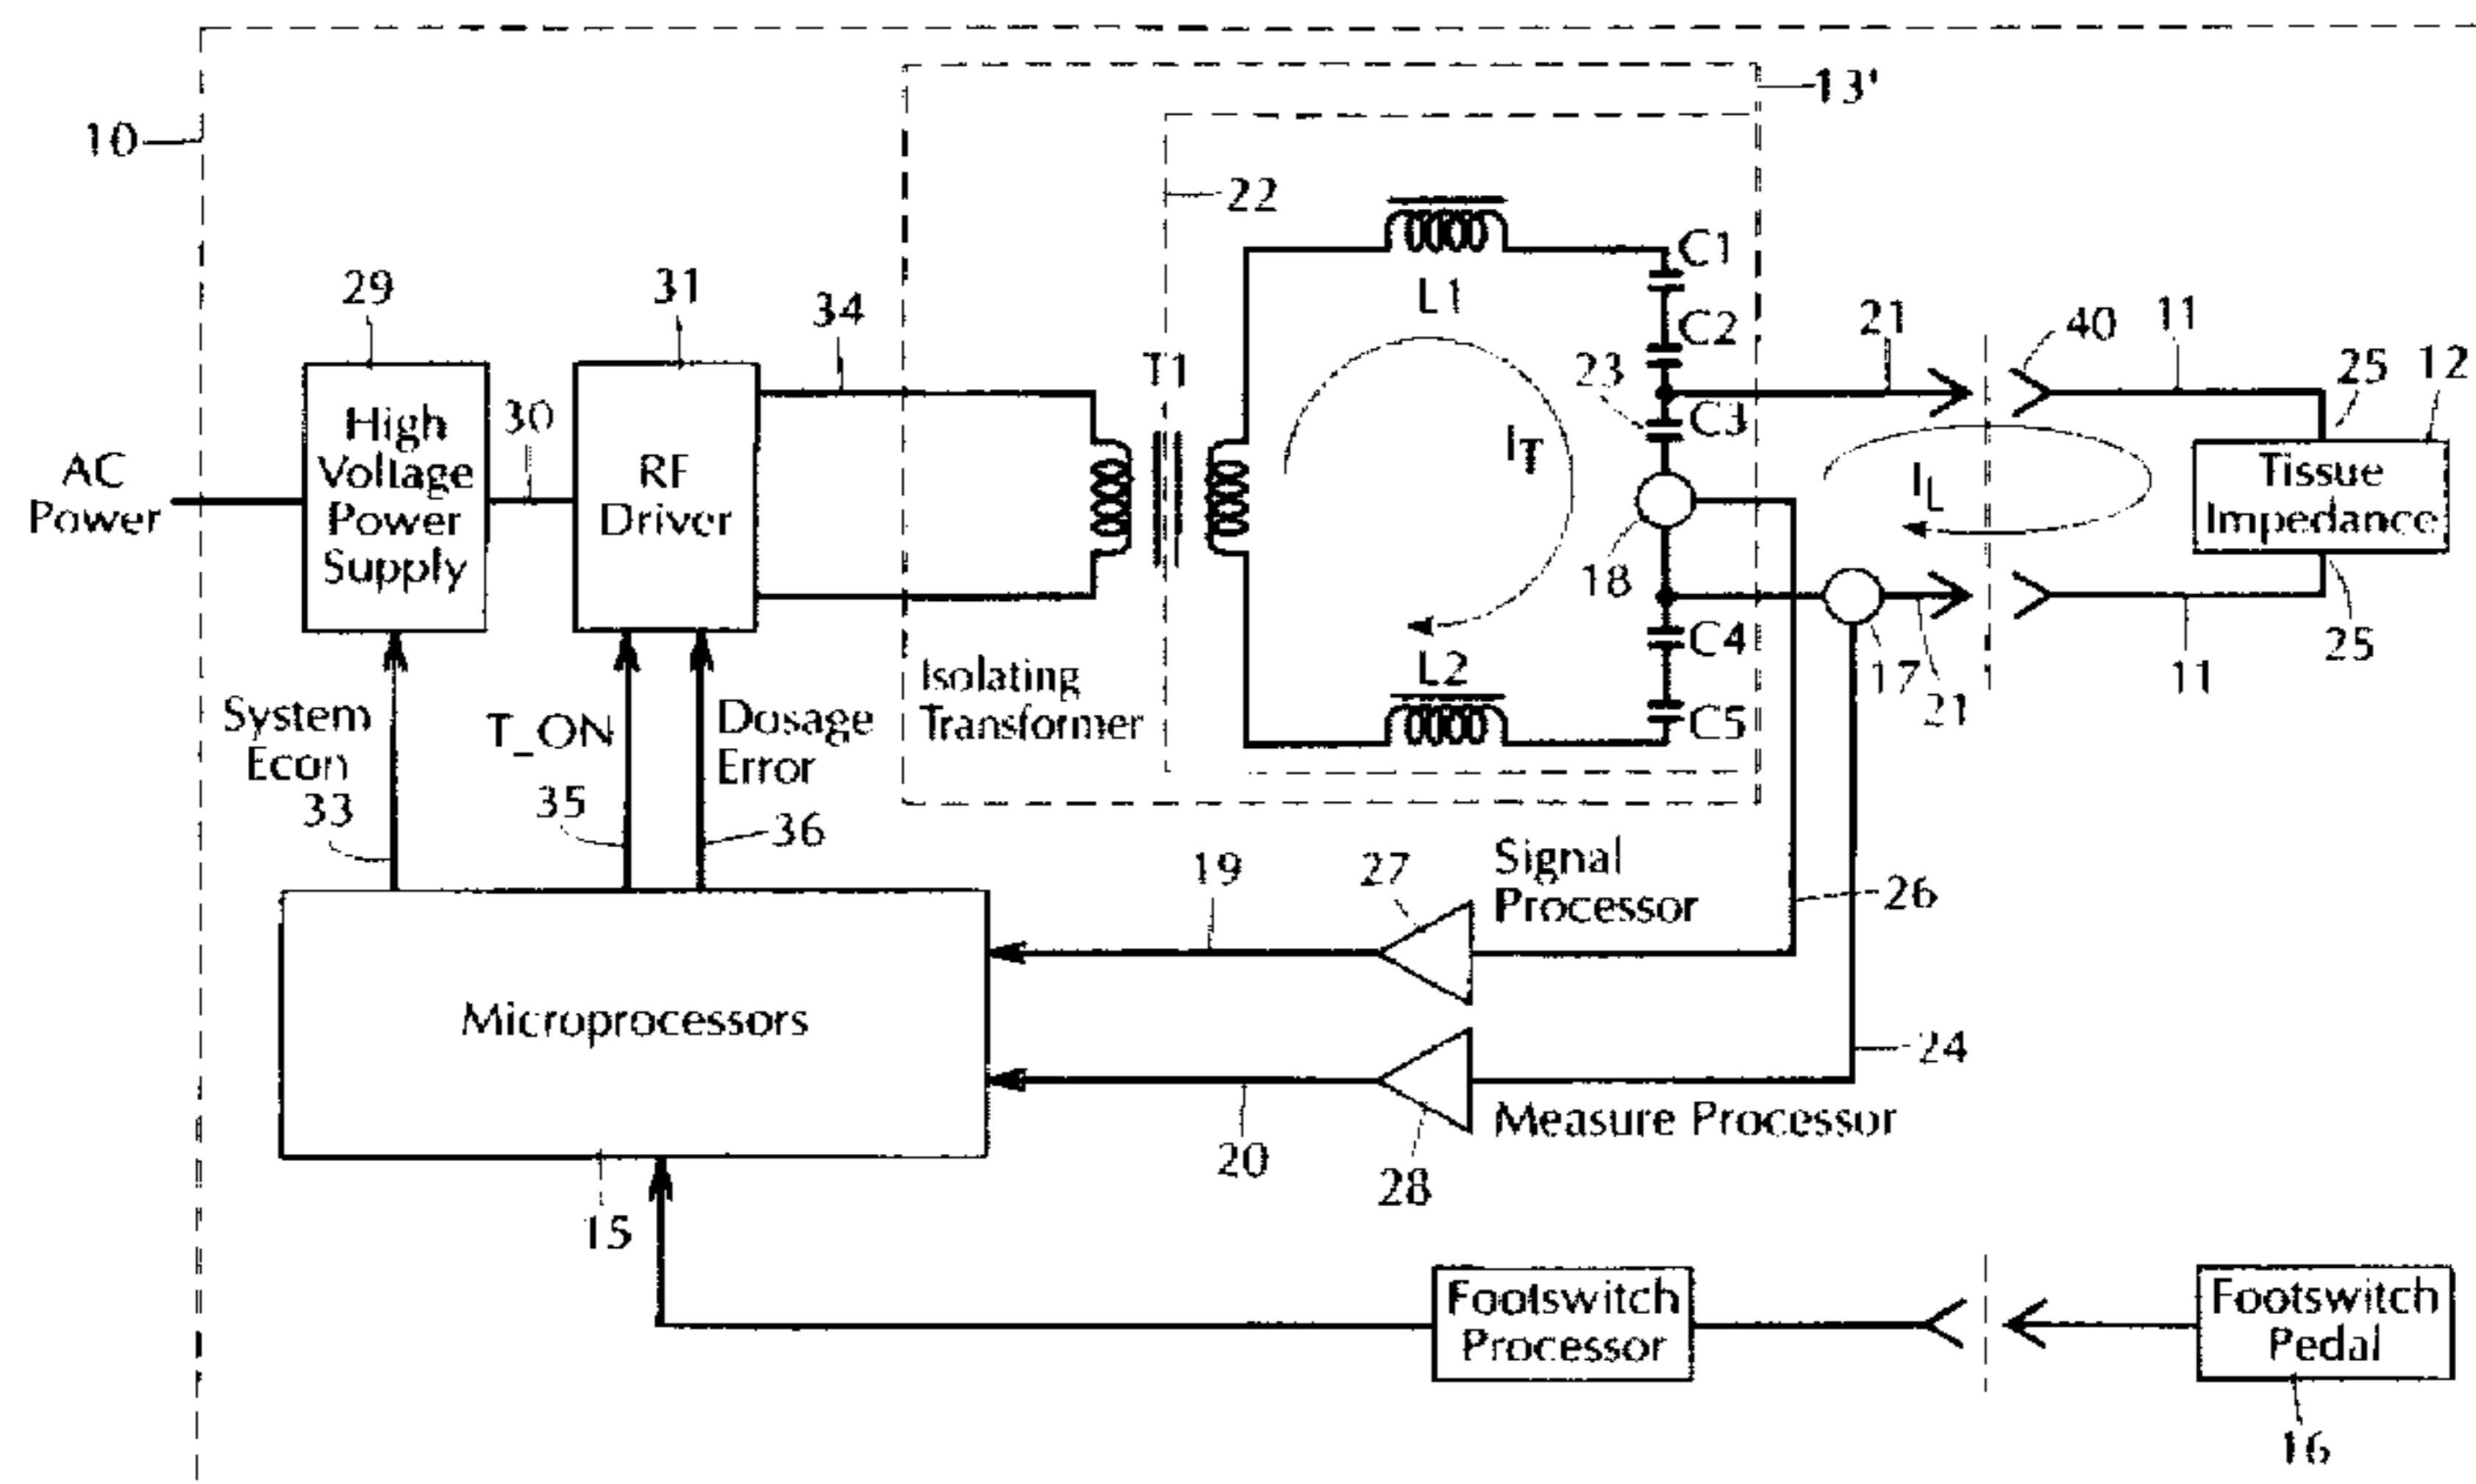 13'
10
22
C1
29
31
34
L1
C2
21
40
11
T1
23
25
12
High
Voltage
Power
Supply
30
RF
Driver
C3
AC
Power
I_T
I_L
Tissue
Impedance
18
C4
17
21
11
25
Isolating
Transformer
L2
C5
System
Econ
33
T_ON
35
Dosage
Error
36
19
27
Signal
Processor
26
Microprocessors
24
20
28
Measure Processor
15
Footswitch
Processor
Footswitch
Pedal
16